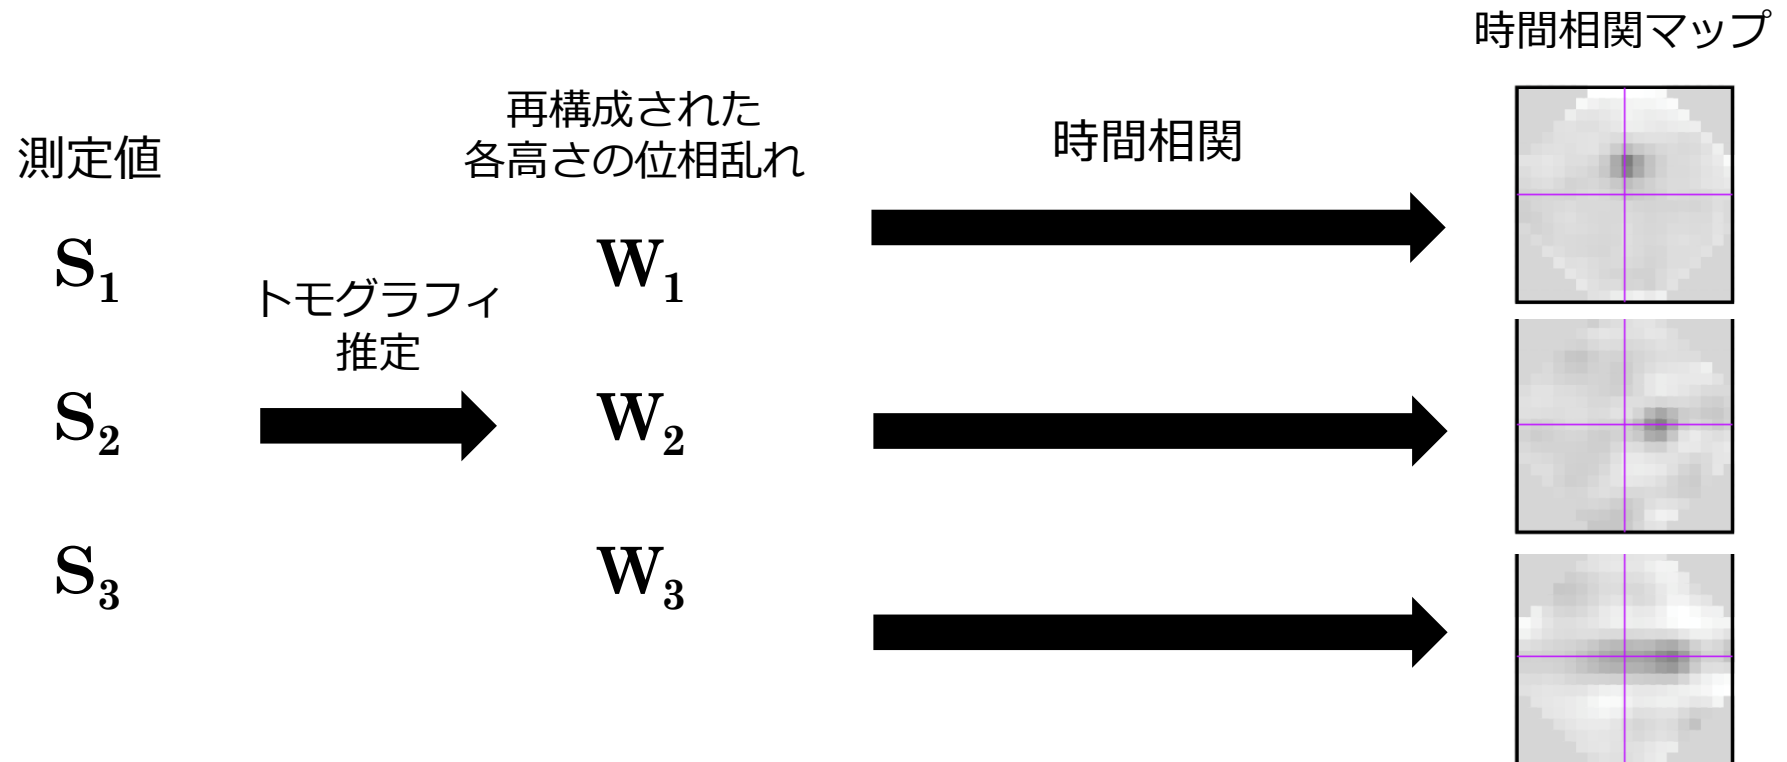 時間相関マップ
再構成された
各高さの位相乱れ
測定値
時間相関
S₁
W₁
トモグラフィ
推定
S₂
W₂
S₃
W₃